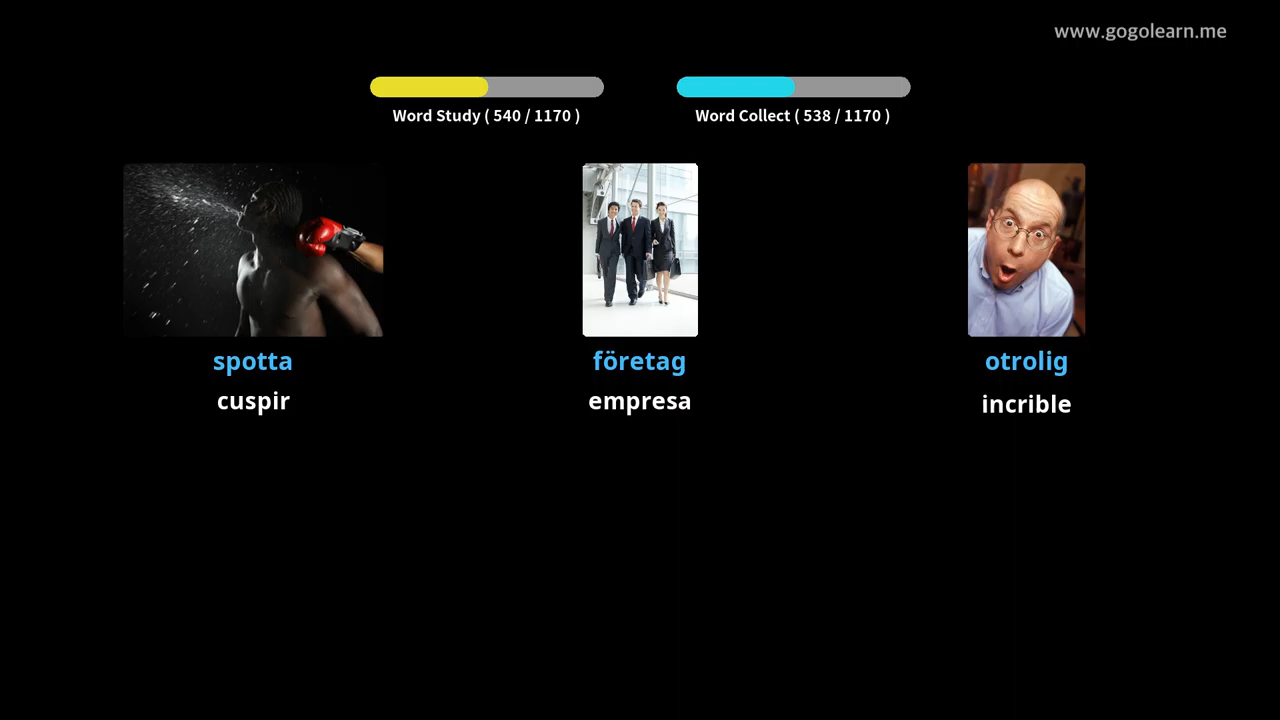 www.gogolearn.me
Word Study ( 540 / 1170 )
Word Collect ( 538 / 1170 )
spotta
företag
otrolig
cuspir
empresa
incrible